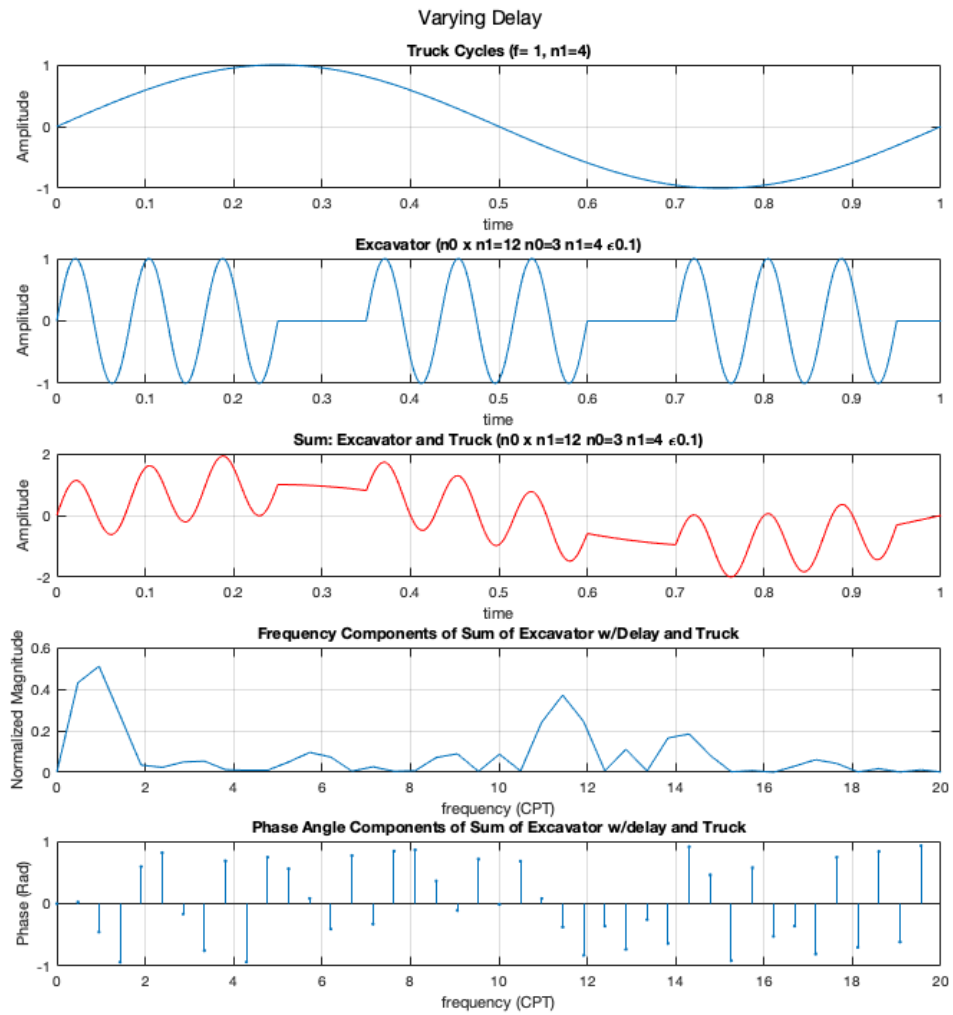 Varying Delay
Truck Cycles (f= 1, n1=4)
1
0
-1
Amplitude
0 0.1 0.2 0.3 0.4 0.5 0.6 0.7 0.8 0.9 1
time
Excavator (n0 x n1=12 n0=3 n1=4 ϵ0.1)
1
0
-1
Amplitude
0 0.1 0.2 0.3 0.4 0.5 0.6 0.7 0.8 0.9 1
time
Sum: Excavator and Truck (n0 x n1=12 n0=3 n1=4 ϵ0.1)
2
0
-2
Amplitude
0 0.1 0.2 0.3 0.4 0.5 0.6 0.7 0.8 0.9 1
time
Frequency Components of Sum of Excavator w/Delay and Truck
0.6
0.4
0.2
0
Normalized Magnitude
0 2 4 6 8 10 12 14 16 18 20
frequency (CPT)
Phase Angle Components of Sum of Excavator w/delay and Truck
1
0
-1
Phase (Rad)
0 2 4 6 8 10 12 14 16 18 20
frequency (CPT)